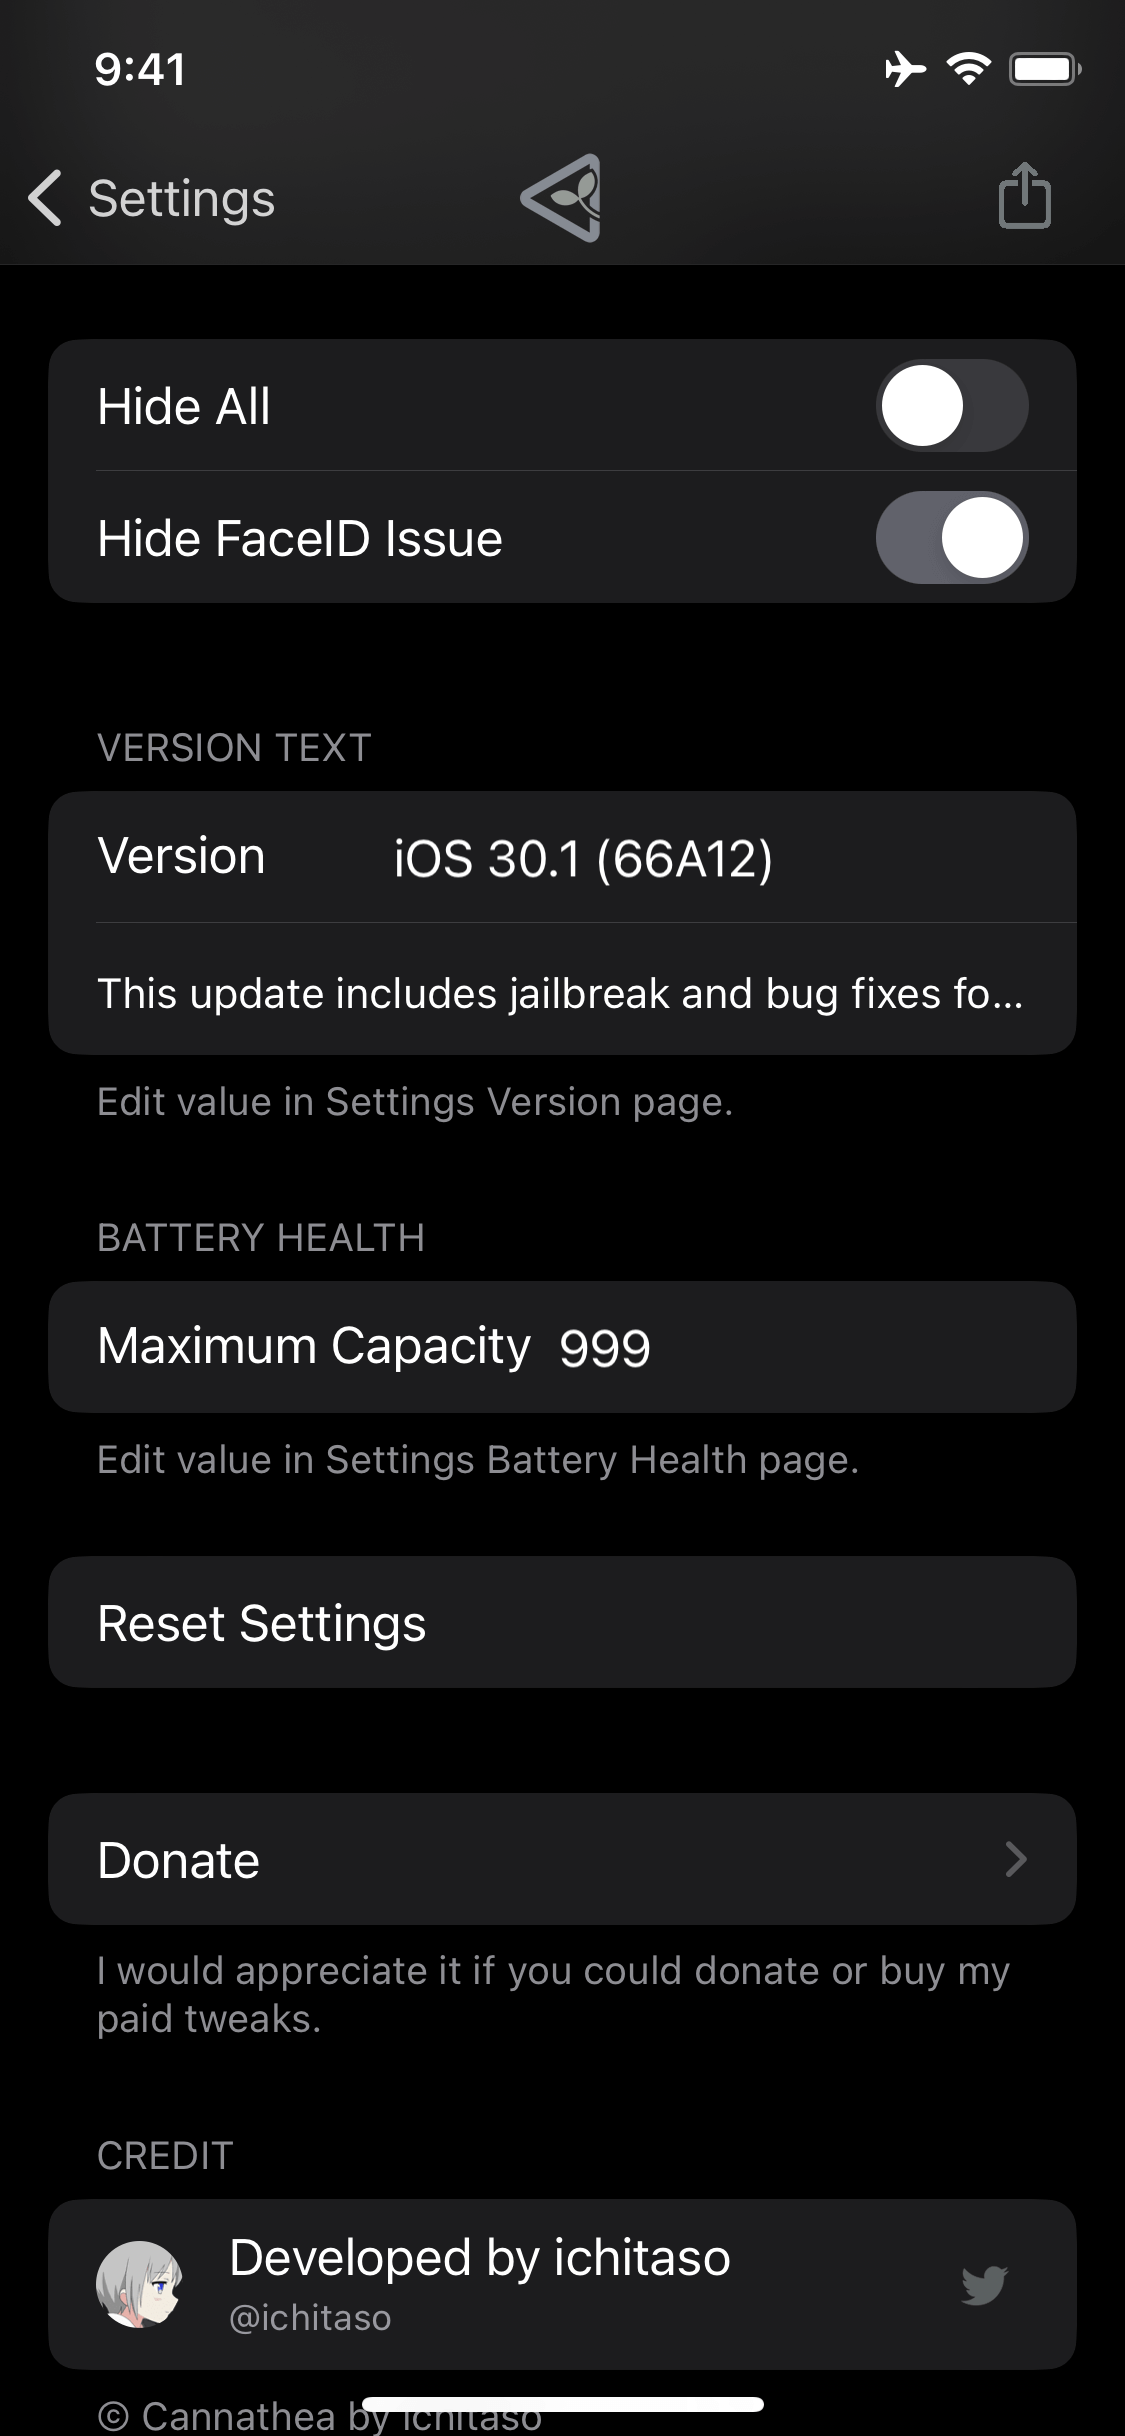 9:41
Settings
Hide All
Hide FaceID Issue
VERSION TEXT
Version iOS 30.1 (66A12)
This update includes jailbreak and bug fixes fo...
Edit value in Settings Version page.
BATTERY HEALTH
Maximum Capacity 999
Edit value in Settings Battery Health page.
Reset Settings
Donate
I would appreciate it if you could donate or buy my
paid tweaks.
CREDIT
Developed by ichitaso
@ichitaso
© Cannathea by ichitaso